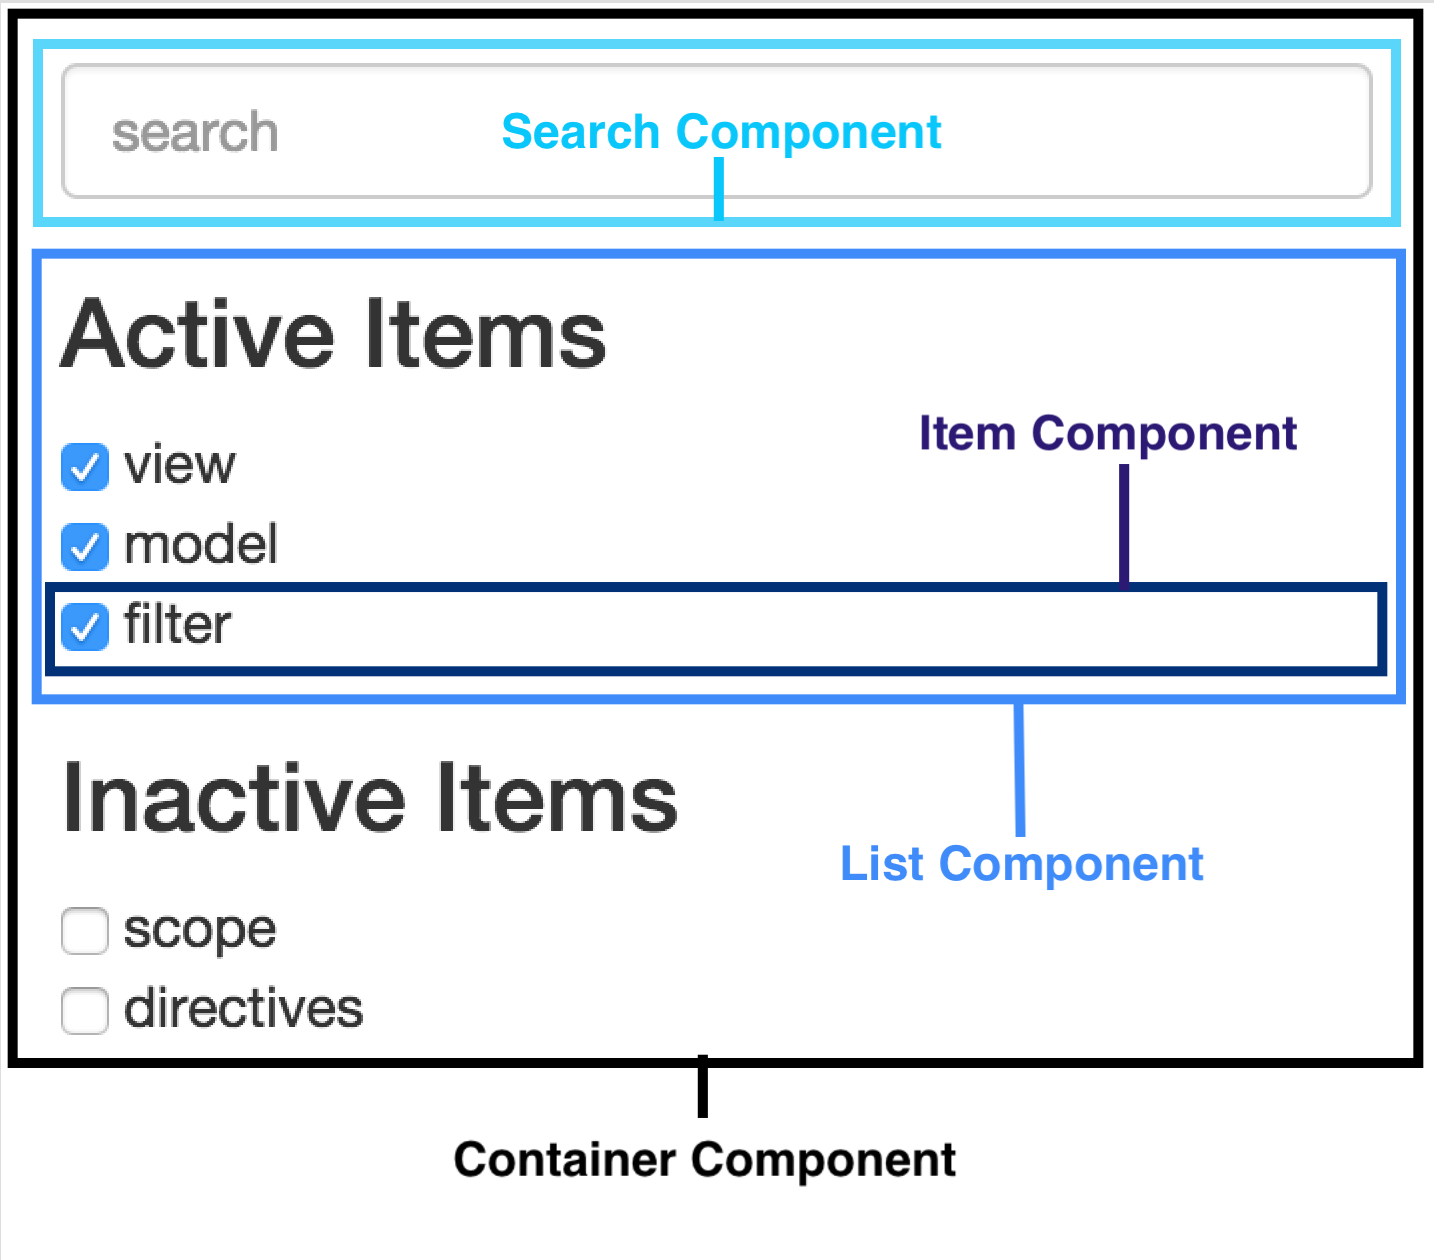 search
Search Component
Active Items
view
Item Component
model
filter
Inactive Items
List Component
scope
directives
Container Component